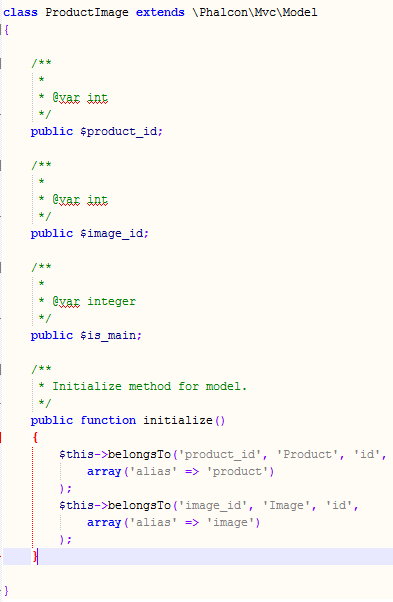 class ProductImage extends \Phalcon\Mvc\Model
{
/**
*
* @var int
*/
public $product_id;
/**
*
* @var int
*/
public $image_id;
/**
*
* @var integer
*/
public $is_main;
/**
* Initialize method for model.
*/
public function initialize()
{
$this->belongsTo('product_id', 'Product', 'id',
array('alias' => 'product')
);
$this->belongsTo('image_id', 'Image', 'id',
array('alias' => 'image')
);
}
}